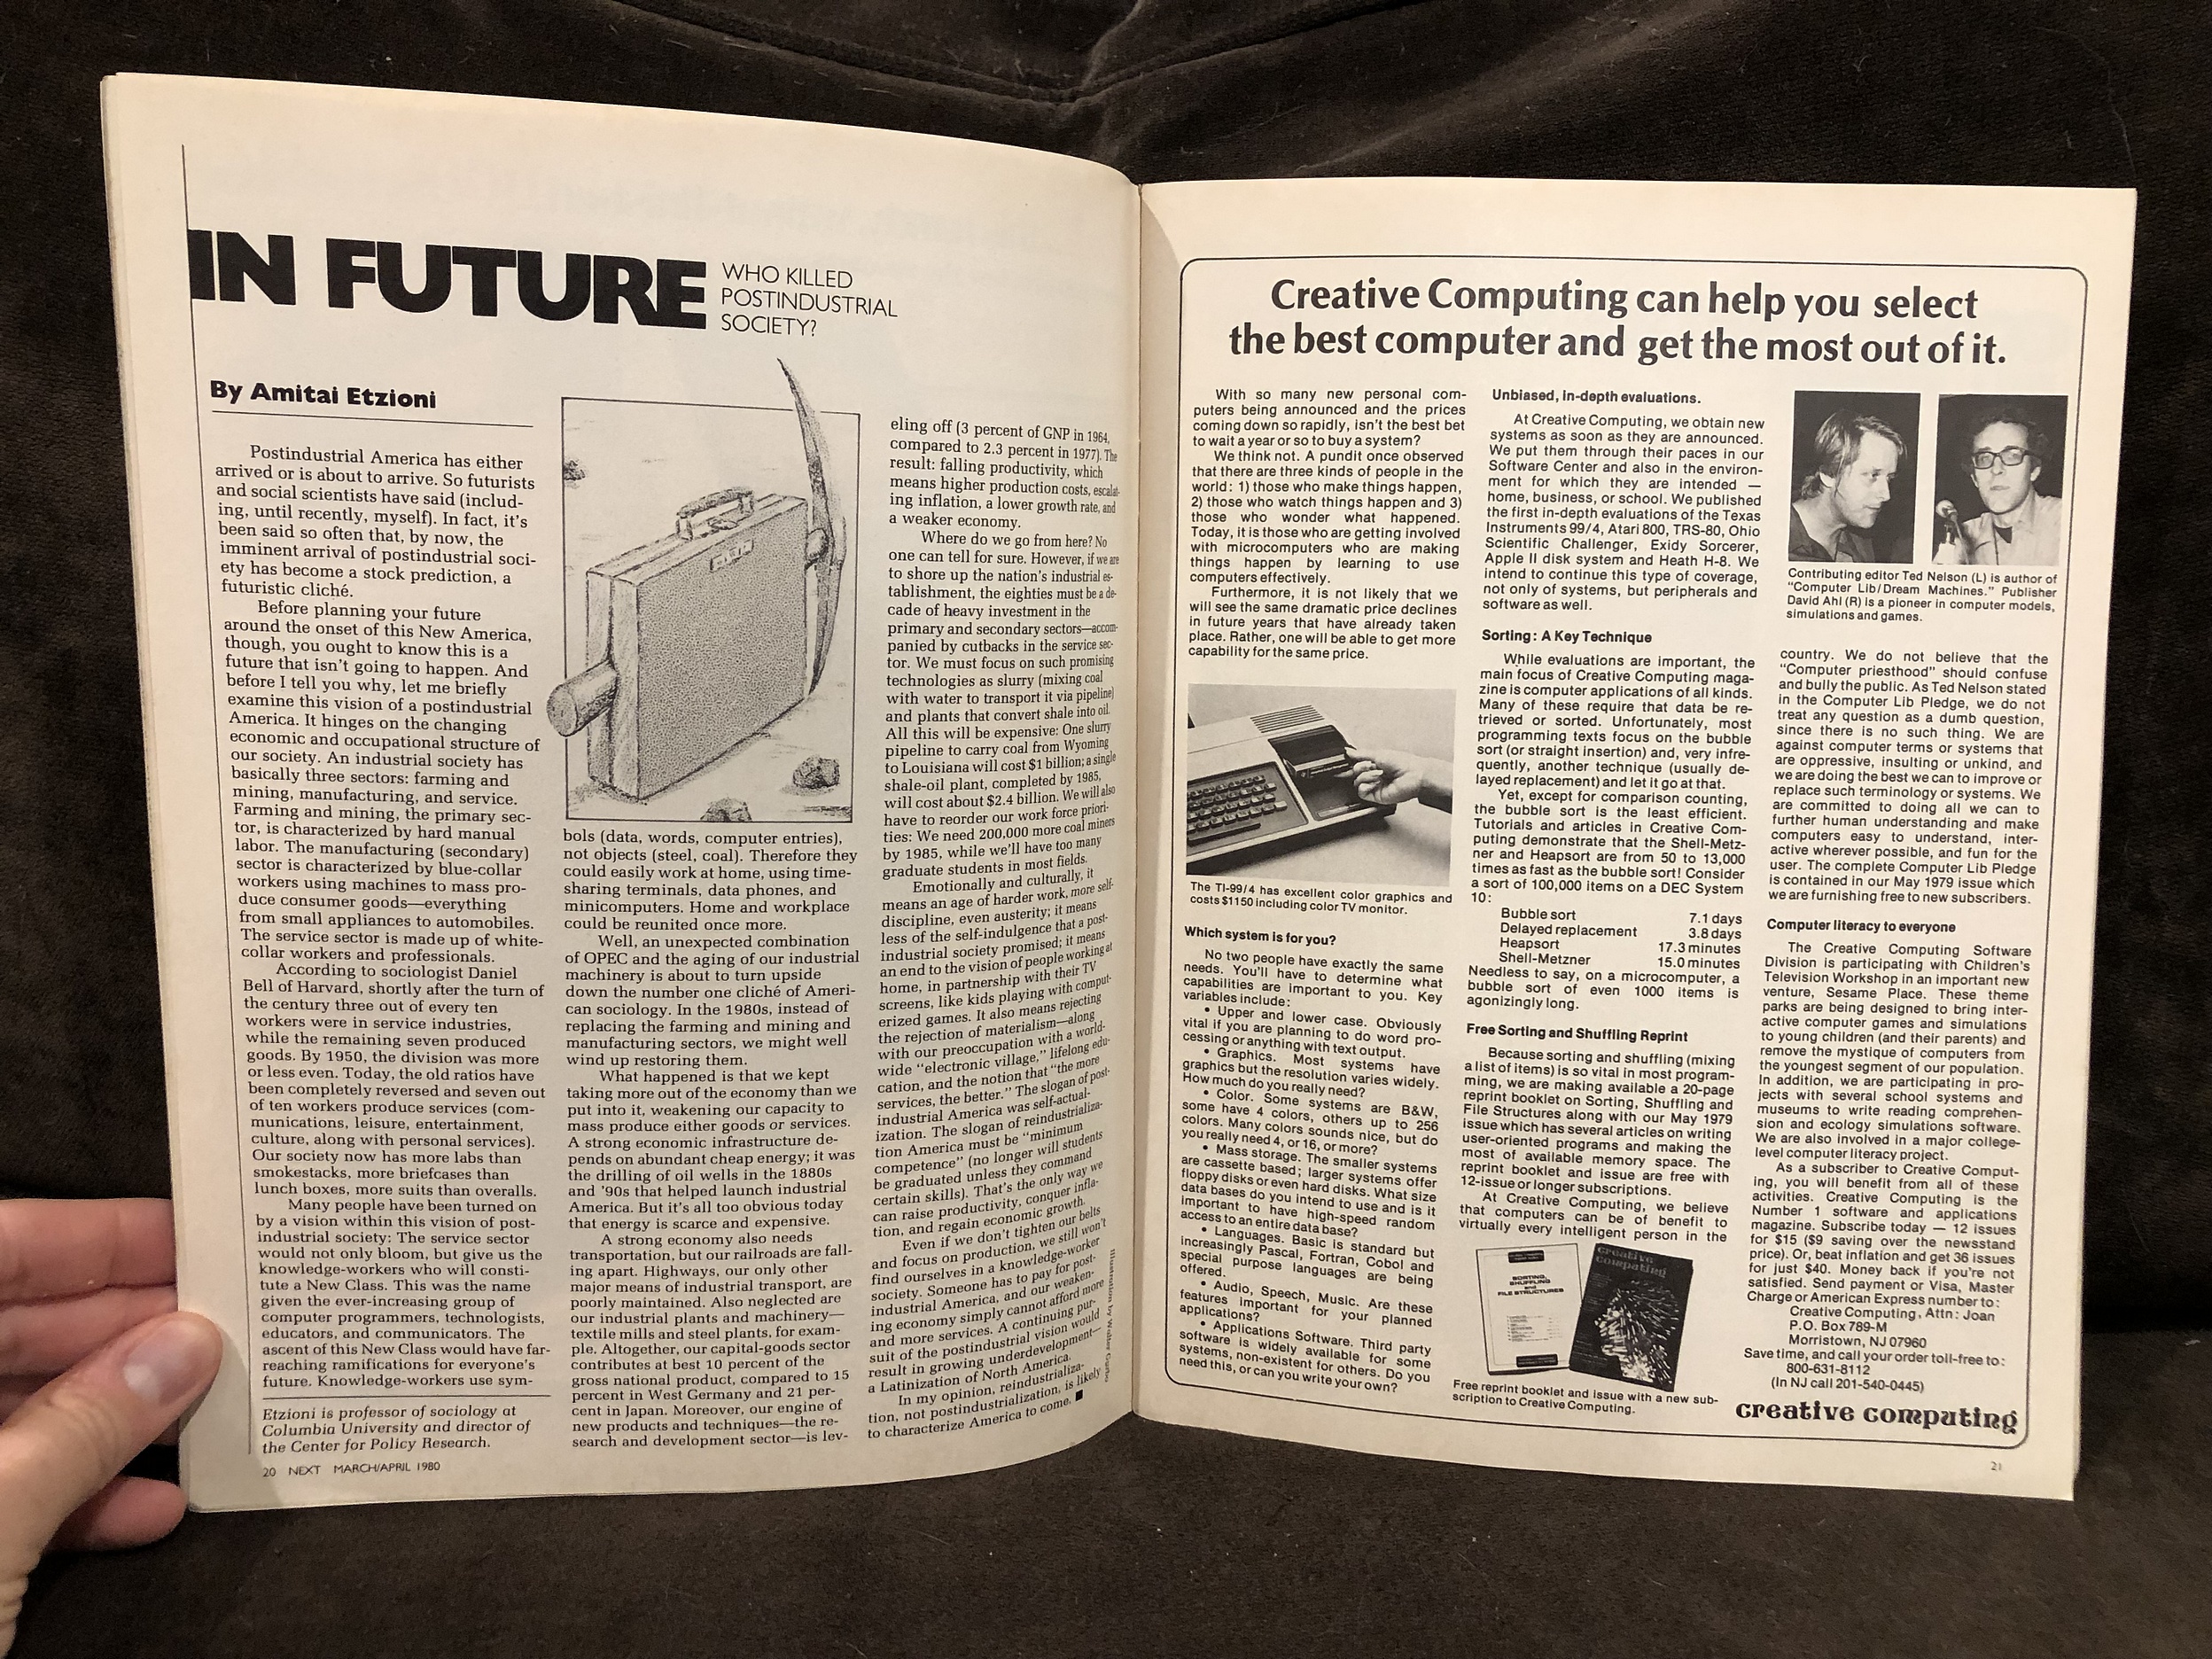 IN FUTURE
WHO KILLED
POSTINDUSTRIAL
SOCIETY?
By Amitai Etzioni
Postindustrial America has either
arrived or is about to arrive. So futurists
and social scientists have said (includ-
ing, until recently, myself). In fact, it's
been said so often that, by now, the
imminent arrival of postindustrial soci-
ety has become a stock prediction, a
futuristic cliché.
Before planning your future
around the onset of this New America,
though, you ought to know this is a
future that isn't going to happen. And
before I tell you why, let me briefly
examine this vision of a postindustrial
America. It hinges on the changing
economic and occupational structure of
our society. An industrial society has
basically three sectors: farming and
mining, manufacturing, and service.
Farming and mining, the primary sec-
tor, is characterized by hard manual
labor. The manufacturing (secondary)
sector is characterized by blue-collar
workers using machines to mass pro-
duce consumer goods—everything
from small appliances to automobiles.
The service sector is made up of white-
collar workers and professionals.
According to sociologist Daniel
Bell of Harvard, shortly after the turn of
the century three out of every ten
workers were in service industries,
while the remaining seven produced
goods. By 1950, the division was more
or less even. Today, the old ratios have
been completely reversed and seven out
of ten workers produce services (com-
munications, leisure, entertainment,
culture, along with personal services).
Our society now has more labs than
smokestacks, more briefcases than
lunch boxes, more suits than overalls.
Many people have been turned on
by a vision within this vision of post-
industrial society: The service sector
would not only bloom, but give us the
knowledge-workers who will consti-
tute a New Class. This was the name
given the ever-increasing group of
computer programmers, technologists,
educators, and communicators. The
ascent of this New Class would have far-
reaching ramifications for everyone's
future. Knowledge-workers use sym-
Etzioni is professor of sociology at
Columbia University and director of
the Center for Policy Research.
20 NEXT MARCH/APRIL 1980
bols (data, words, computer entries),
not objects (steel, coal). Therefore they
could easily work at home, using time-
sharing terminals, data phones, and
minicomputers. Home and workplace
could be reunited once more.
Well, an unexpected combination
of OPEC and the aging of our industrial
machinery is about to turn upside
down the number one cliché of Ameri-
can sociology. In the 1980s, instead of
replacing the farming and mining and
manufacturing sectors, we might well
wind up restoring them.
What happened is that we kept
taking more out of the economy than we
put into it, weakening our capacity to
mass produce either goods or services.
A strong economic infrastructure de-
pends on abundant cheap energy; it was
the drilling of oil wells in the 1880s
and '90s that helped launch industrial
America. But it's all too obvious today
that energy is scarce and expensive.
A strong economy also needs
transportation, but our railroads are fall-
ing apart. Highways, our only other
major means of industrial transport, are
poorly maintained. Also neglected are
our industrial plants and machinery—
textile mills and steel plants, for exam-
ple. Altogether, our capital-goods sector
contributes at best 10 percent of the
gross national product, compared to 15
percent in West Germany and 21 per-
cent in Japan. Moreover, our engine of
new products and techniques—the re-
search and development sector—is lev-
eling off (3 percent of GNP in 1964,
compared to 2.3 percent in 1977). The
result: falling productivity, which
means higher production costs, escalat-
ing inflation, a lower growth rate, and
a weaker economy.
Where do we go from here? No
one can tell for sure. However, if we are
to shore up the nation's industrial es-
tablishment, the eighties must be a de-
cade of heavy investment in the
primary and secondary sectors—accom-
panied by cutbacks in the service sec-
tor. We must focus on such promising
technologies as slurry (mixing coal
with water to transport it via pipeline)
and plants that convert shale into oil.
All this will be expensive: One slurry
pipeline to carry coal from Wyoming
to Louisiana will cost $1 billion; a single
shale-oil plant, completed by 1985,
will cost about $2.4 billion. We will also
have to reorder our work force priori-
ties: We need 200,000 more coal miners
by 1985, while we'll have too many
graduate students in most fields.
Emotionally and culturally, it
means an age of harder work, more self-
discipline, even austerity; it means
less of the self-indulgence that a post-
industrial society promised; it means
an end to the vision of people working at
home, in partnership with their TV
screens, like kids playing with comput-
erized games. It also means rejecting
the rejection of materialism—along
with our preoccupation with a world-
wide "electronic village," lifelong edu-
cation, and the notion that "the more
services, the better." The slogan of post-
industrial America was self-actual-
ization. The slogan of reindustrializa-
tion America must be "minimum
competence" (no longer will students
be graduated unless they command
certain skills). That's the only way we
can raise productivity, conquer infla-
tion, and regain economic growth.
Even if we don't tighten our belts
and focus on production, we still won't
find ourselves in a knowledge-worker
society. Someone has to pay for post-
industrial America, and our weaken-
ing economy simply cannot afford more
and more services. A continuing pur-
suit of the postindustrial vision would
result in growing underdevelopment—
a Latinization of North America.
In my opinion, reindustrializa-
tion, not postindustrialization, is likely
to characterize America to come. ■
Creative Computing can help you select
the best computer and get the most out of it.
With so many new personal com-
puters being announced and the prices
coming down so rapidly, isn't the best bet
to wait a year or so to buy a system?
We think not. A pundit once observed
that there are three kinds of people in the
world: 1) those who make things happen,
2) those who watch things happen and 3)
those who wonder what happened.
Today, it is those who are getting involved
with microcomputers who are making
things happen by learning to use
computers effectively.
Furthermore, it is not likely that we
will see the same dramatic price declines
in future years that have already taken
place. Rather, one will be able to get more
capability for the same price.
The TI-99/4 has excellent color graphics and
costs $1150 including color TV monitor.
Which system is for you?
No two people have exactly the same
needs. You'll have to determine what
capabilities are important to you. Key
variables include:
• Upper and lower case. Obviously
vital if you are planning to do word pro-
cessing or anything with text output.
• Graphics. Most systems have
graphics but the resolution varies widely.
How much do you really need?
• Color. Some systems are B&W,
some have 4 colors, others up to 256
colors. Many colors sounds nice, but do
you really need 4, or 16, or more?
• Mass storage. The smaller systems
are cassette based; larger systems offer
floppy disks or even hard disks. What size
data bases do you intend to use and is it
important to have high-speed random
access to an entire data base?
• Languages. Basic is standard but
increasingly Pascal, Fortran, Cobol and
special purpose languages are being
offered.
• Audio, Speech, Music. Are these
features important for your planned
applications?
• Applications Software. Third party
software is widely available for some
systems, non-existent for others. Do you
need this, or can you write your own?
Unbiased, in-depth evaluations.
At Creative Computing, we obtain new
systems as soon as they are announced.
We put them through their paces in our
Software Center and also in the environ-
ment for which they are intended —
home, business, or school. We published
the first in-depth evaluations of the Texas
Instruments 99/4, Atari 800, TRS-80, Ohio
Scientific Challenger, Exidy Sorcerer,
Apple II disk system and Heath H-8. We
intend to continue this type of coverage,
not only of systems, but peripherals and
software as well.
Sorting: A Key Technique
While evaluations are important, the
main focus of Creative Computing maga-
zine is computer applications of all kinds.
Many of these require that data be re-
trieved or sorted. Unfortunately, most
programming texts focus on the bubble
sort (or straight insertion) and, very infre-
quently, another technique (usually de-
layed replacement) and let it go at that.
Yet, except for comparison counting,
the bubble sort is the least efficient.
Tutorials and articles in Creative Com-
puting demonstrate that the Shell-Metz-
ner and Heapsort are from 50 to 13,000
times as fast as the bubble sort! Consider
a sort of 100,000 items on a DEC System
10:
Bubble sort 7.1 days
Delayed replacement 3.8 days
Heapsort 17.3 minutes
Shell-Metzner 15.0 minutes
Needless to say, on a microcomputer, a
bubble sort of even 1000 items is
agonizingly long.
Free Sorting and Shuffling Reprint
Because sorting and shuffling (mixing
a list of items) is so vital in most program-
ming, we are making available a 20-page
reprint booklet on Sorting, Shuffling and
File Structures along with our May 1979
issue which has several articles on writing
user-oriented programs and making the
most of available memory space. The
reprint booklet and issue are free with
12-issue or longer subscriptions.
At Creative Computing, we believe
that computers can be of benefit to
virtually every intelligent person in the
SORTING,
SHUFFLING
and
FILE STRUCTURES
creative
computing
Free reprint booklet and issue with a new sub-
scription to Creative Computing.
Contributing editor Ted Nelson (L) is author of
"Computer Lib/Dream Machines." Publisher
David Ahl (R) is a pioneer in computer models,
simulations and games.
country. We do not believe that the
"Computer priesthood" should confuse
and bully the public. As Ted Nelson stated
in the Computer Lib Pledge, we do not
treat any question as a dumb question,
since there is no such thing. We are
against computer terms or systems that
are oppressive, insulting or unkind, and
we are doing the best we can to improve or
replace such terminology or systems. We
are committed to doing all we can to
further human understanding and make
computers easy to understand, inter-
active wherever possible, and fun for the
user. The complete Computer Lib Pledge
is contained in our May 1979 issue which
we are furnishing free to new subscribers.
Computer literacy to everyone
The Creative Computing Software
Division is participating with Children's
Television Workshop in an important new
venture, Sesame Place. These theme
parks are being designed to bring inter-
active computer games and simulations
to young children (and their parents) and
remove the mystique of computers from
the youngest segment of our population.
In addition, we are participating in pro-
jects with several school systems and
museums to write reading comprehen-
sion and ecology simulations software.
We are also involved in a major college-
level computer literacy project.
As a subscriber to Creative Comput-
ing, you will benefit from all of these
activities. Creative Computing is the
Number 1 software and applications
magazine. Subscribe today — 12 issues
for $15 ($9 saving over the newsstand
price). Or, beat inflation and get 36 issues
for just $40. Money back if you're not
satisfied. Send payment or Visa, Master
Charge or American Express number to:
Creative Computing, Attn: Joan
P.O. Box 789-M
Morristown, NJ 07960
Save time, and call your order toll-free to:
800-631-8112
(In NJ call 201-540-0445)
creative computing
21